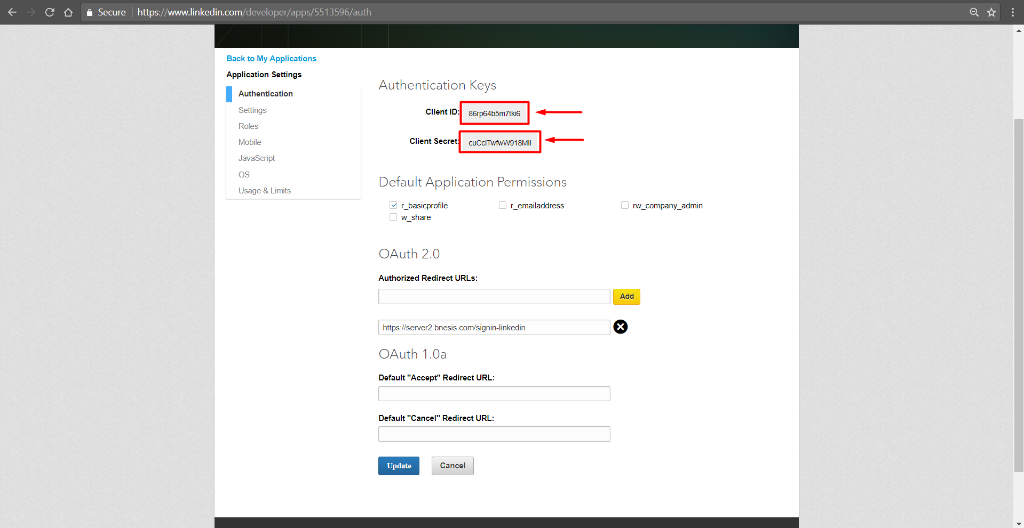 Secure https://www.linkedin.com/developer/apps/5513596/auth
Back to My Applications
Application Settings
Authentication
Settings
Roles
Mobile
JavaScript
OS
Usage & Limits
Authentication Keys
Client ID:
Client Secret:
Default Application Permissions
r_basicprofile r_emailaddress rw_company_admin
w_share
OAuth 2.0
Authorized Redirect URLs:
Add
https://server2.bnesis.com/signin-linkedin
OAuth 1.0a
Default "Accept" Redirect URL:
Default "Cancel" Redirect URL:
Update Cancel